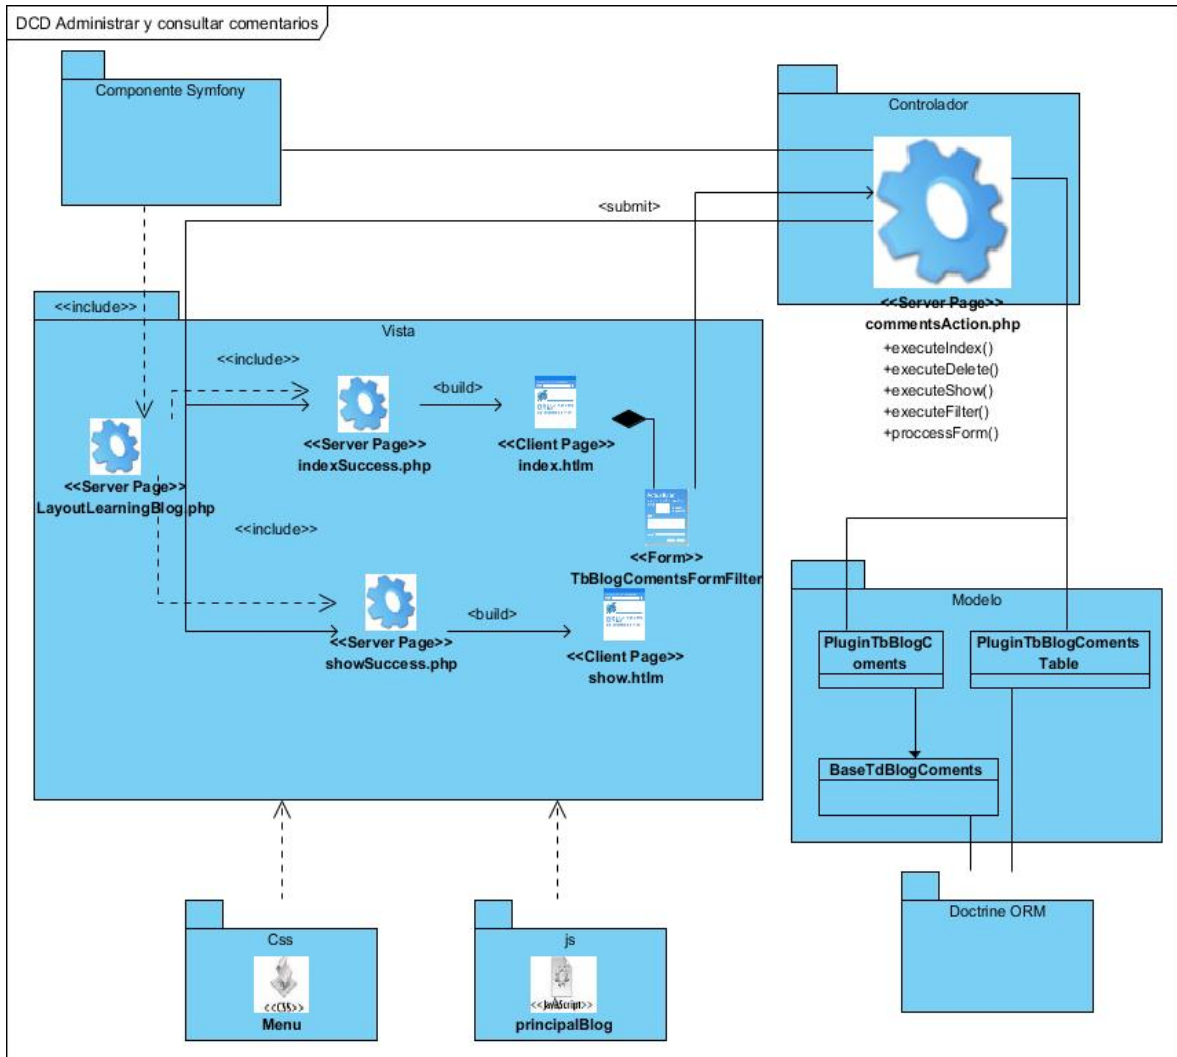 DCD Administrar y consultar comentarios
Componente Symfony
Controlador
<submit>
<<Server Page>>
commentsAction.php
+executeIndex()
+executeDelete()
+executeShow()
+executeFilter()
+proccessForm()
<<include>>
Vista
<<include>>
<build>
<<Server Page>>
indexSuccess.php
<<Client Page>>
index.htlm
<<Server Page>>
LayoutLearningBlog.php
<<include>>
<<Form>>
TbBlogComentsFormFilter
<build>
<<Server Page>>
showSuccess.php
<<Client Page>>
show.htlm
Modelo
PluginTbBlogC
oments
PluginTbBlogComents
Table
BaseTdBlogComents
Doctrine ORM
Css
<<CSS>>
Menu
js
<<JavaScript>>
principalBlog